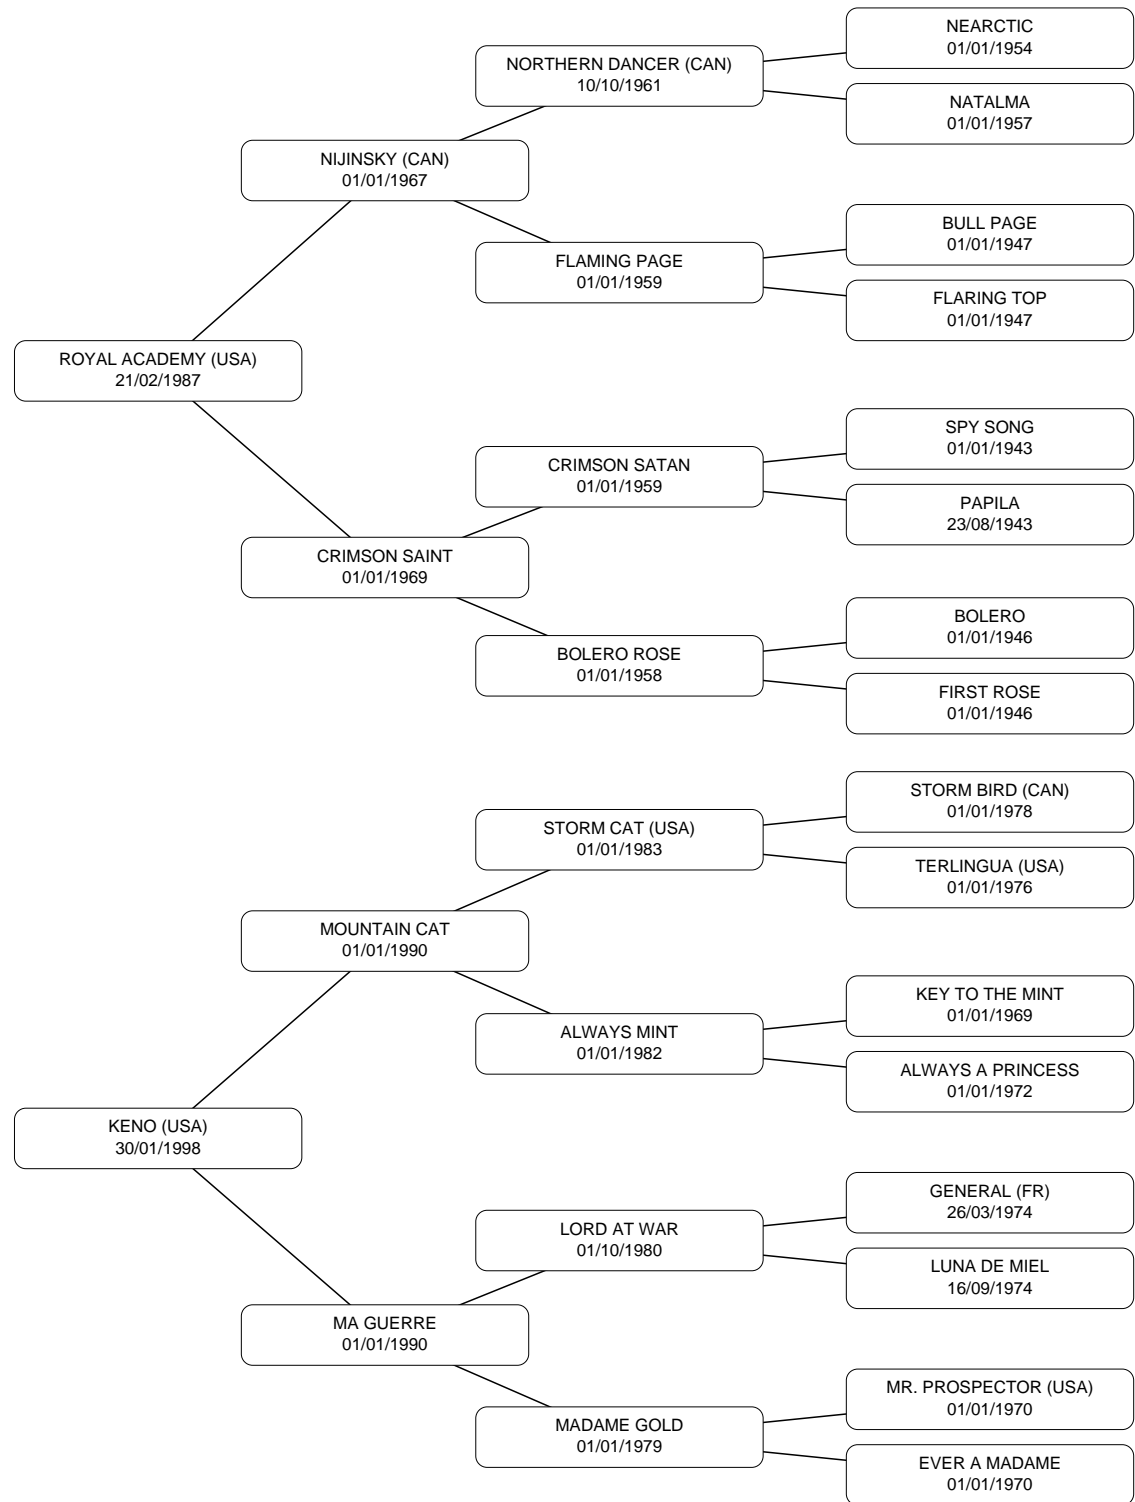 NEARCTIC
01/01/1954
NORTHERN DANCER (CAN)
10/10/1961
NATALMA
01/01/1957
NIJINSKY (CAN)
01/01/1967
BULL PAGE
01/01/1947
FLAMING PAGE
01/01/1959
FLARING TOP
01/01/1947
ROYAL ACADEMY (USA)
21/02/1987
SPY SONG
01/01/1943
CRIMSON SATAN
01/01/1959
PAPILA
23/08/1943
CRIMSON SAINT
01/01/1969
BOLERO
01/01/1946
BOLERO ROSE
01/01/1958
FIRST ROSE
01/01/1946
STORM BIRD (CAN)
01/01/1978
STORM CAT (USA)
01/01/1983
TERLINGUA (USA)
01/01/1976
MOUNTAIN CAT
01/01/1990
KEY TO THE MINT
01/01/1969
ALWAYS MINT
01/01/1982
ALWAYS A PRINCESS
01/01/1972
KENO (USA)
30/01/1998
GENERAL (FR)
26/03/1974
LORD AT WAR
01/10/1980
LUNA DE MIEL
16/09/1974
MA GUERRE
01/01/1990
MR. PROSPECTOR (USA)
01/01/1970
MADAME GOLD
01/01/1979
EVER A MADAME
01/01/1970